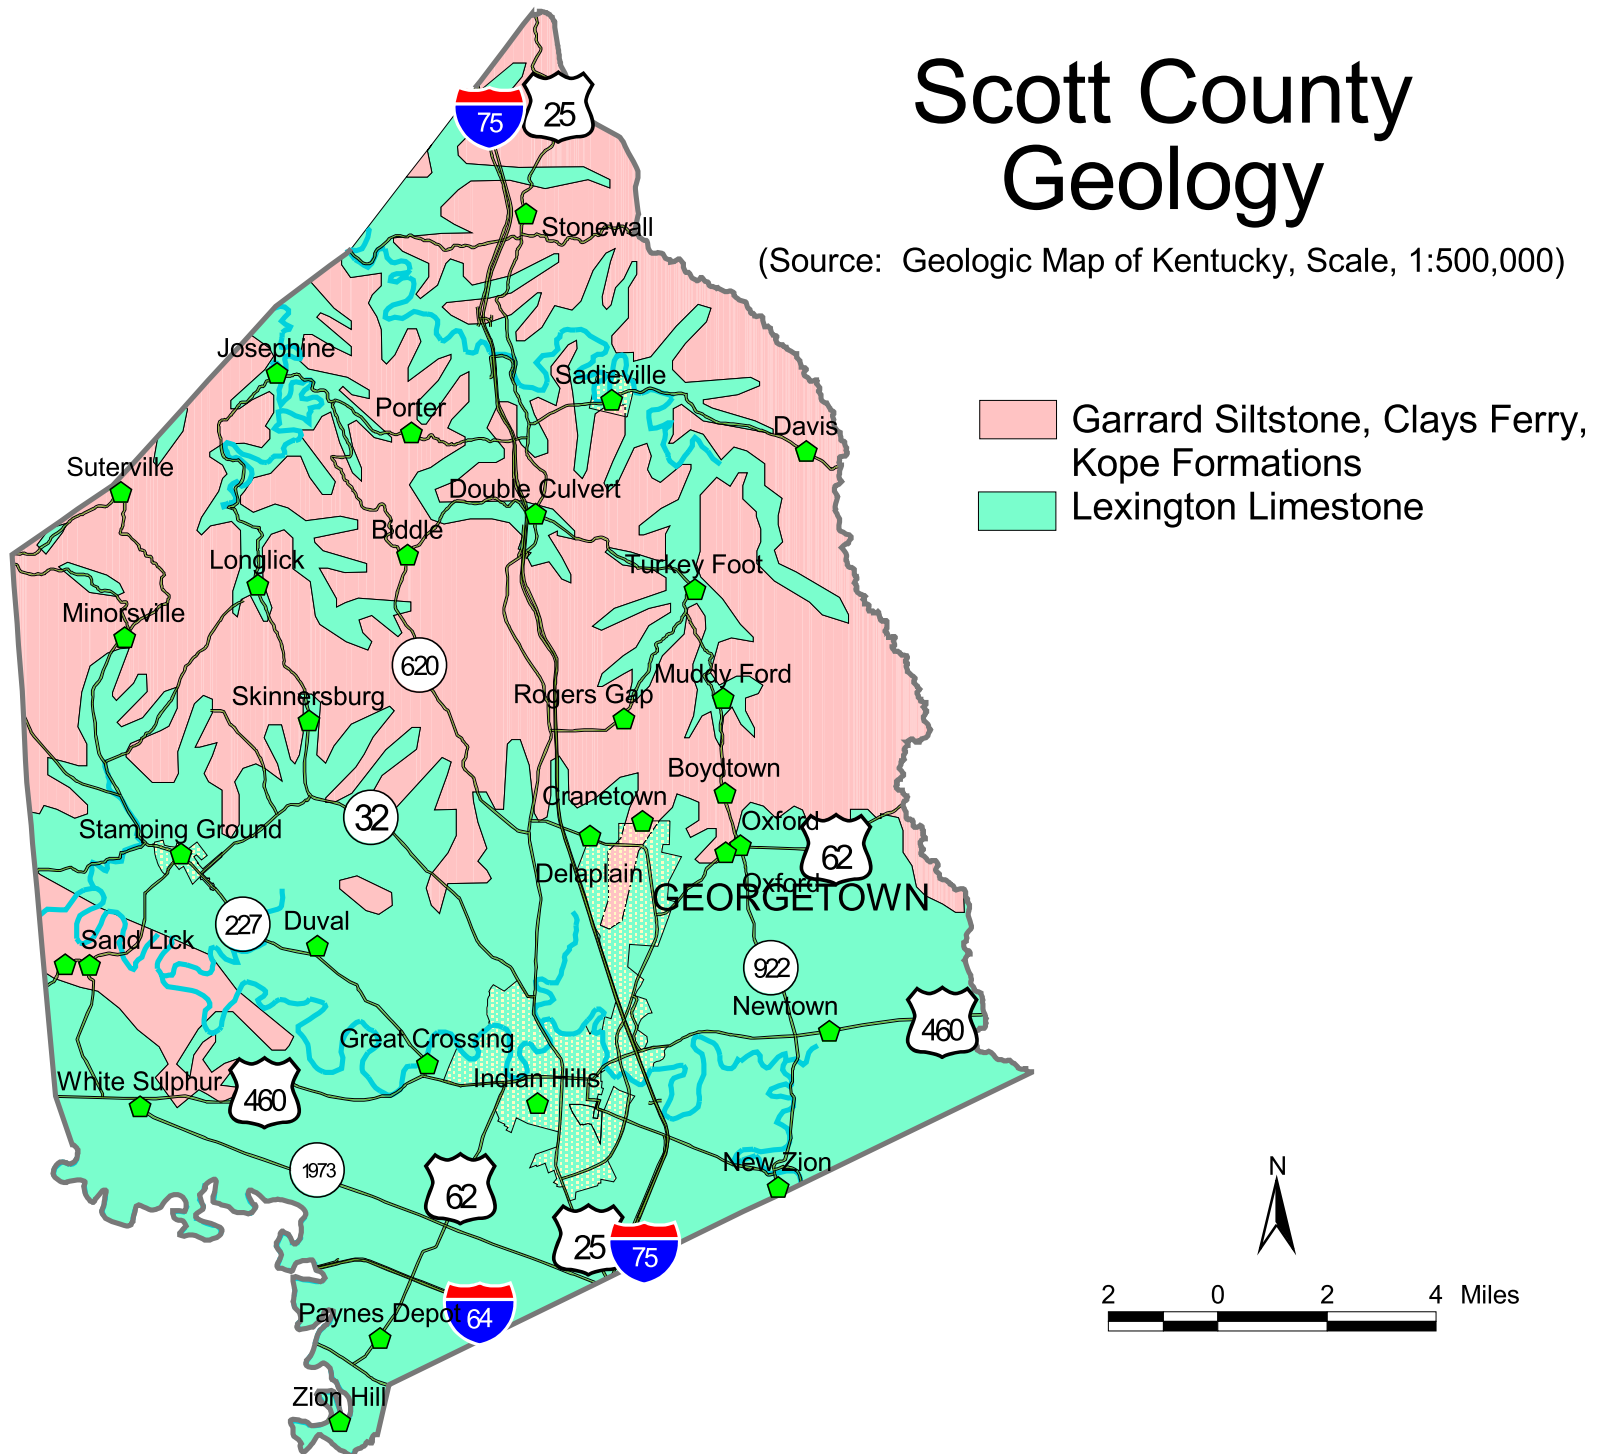 Scott County
Geology
(Source: Geologic Map of Kentucky, Scale, 1:500,000)
75
25
Stonewall
Josephine
Sadieville
Porter
Davis
Garrard Siltstone, Clays Ferry,
Kope Formations
Lexington Limestone
Suterville
Double Culvert
Biddle
Longlick
Turkey Foot
Minorsville
620
Muddy Ford
Skinnersburg
Rogers Gap
Boydtown
Cranetown
32
Stamping Ground
Oxford
62
Delaplain
Oxford
GEORGETOWN
227
Duval
Sand Lick
922
Newtown
460
Great Crossing
White Sulphur
Indian Hills
460
1973
New Zion
62
25
75
N
2 0 2 4 Miles
Paynes Depot
64
Zion Hill